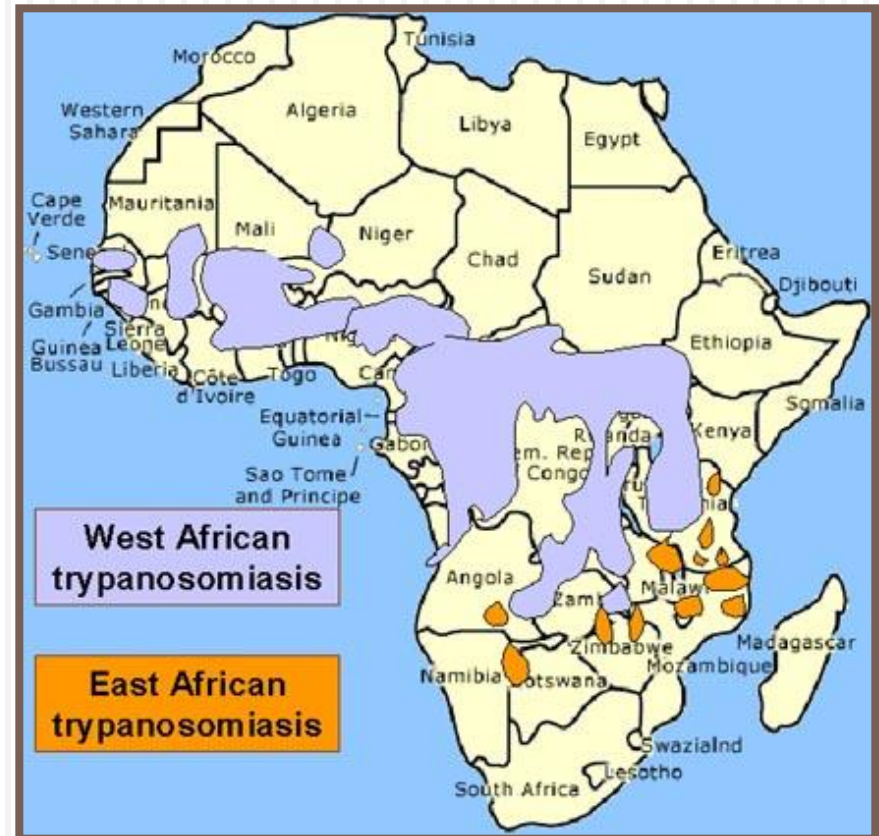 Tunisia
Morocco
Algeria
Western
Sahara
Libya
Egypt
Cape
Verde
Mauritania
Mali
Niger
Chad
Sudan
Eritrea
Djibouti
Gambia
Guinea
Bussau
Sierra
Leone
Liberia
Côte
d'Ivoire
Togo
Ethiopia
Somalia
Equatorial
Guinea
Gabor
Kenya
Sao Tome
and Principe
Congo
West African
trypanosomiasis
Angola
Malawi
Zimbabwe
Mozambique
Madagascar
East African
trypanosomiasis
Namibia
Swazialnd
Lesotho
South Africa